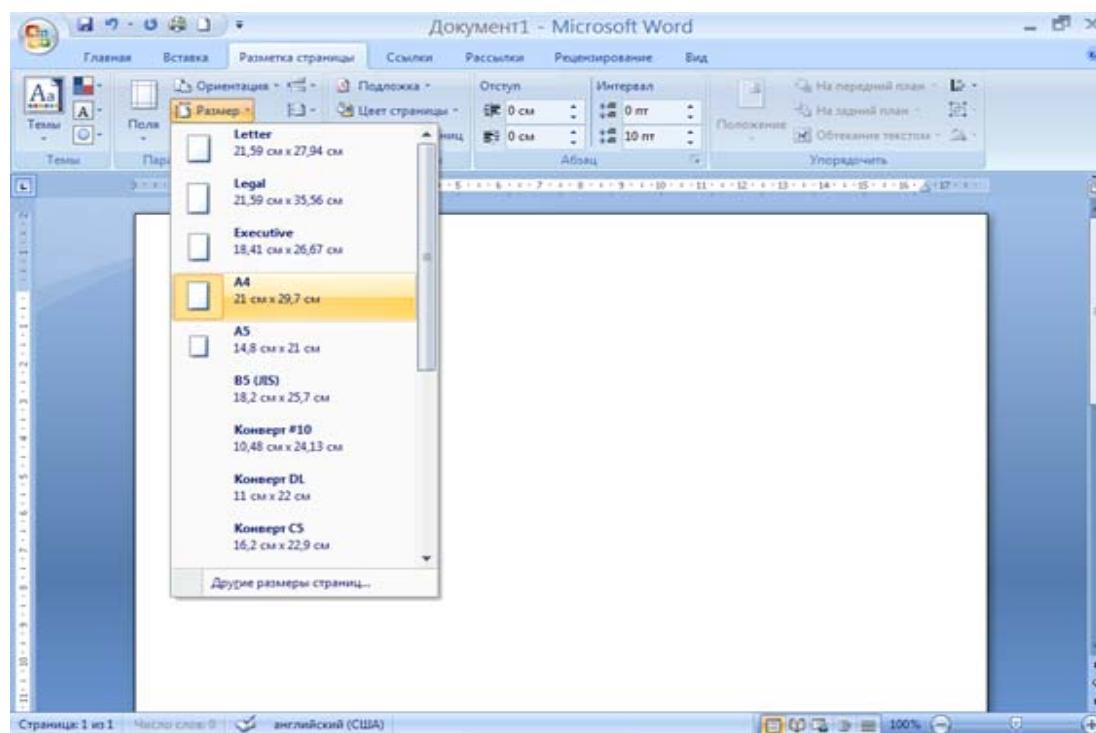 Документ1 - Microsoft Word
Главная Вставка Разметка страницы Ссылки Рассылки Рецензирование Вид
Ориентация Подложка Отступ Интервал На передний план
Aa Размер Цвет страницы 0 см 0 пт На задний план
Темы Поля 0 см 10 пт Положение Обтекание текстом
Темы Абзац Упорядочить
Letter
21,59 см x 27,94 см
Legal
21,59 см x 35,56 см
Executive
18,41 см x 26,67 см
A4
21 см x 29,7 см
A5
14,8 см x 21 см
B5 (JIS)
18,2 см x 25,7 см
Конверт #10
10,48 см x 24,13 см
Конверт DL
11 см x 22 см
Конверт C5
16,2 см x 22,9 см
Другие размеры страниц...
Страница: 1 из 1 Число слов: 0 английский (США) 100%